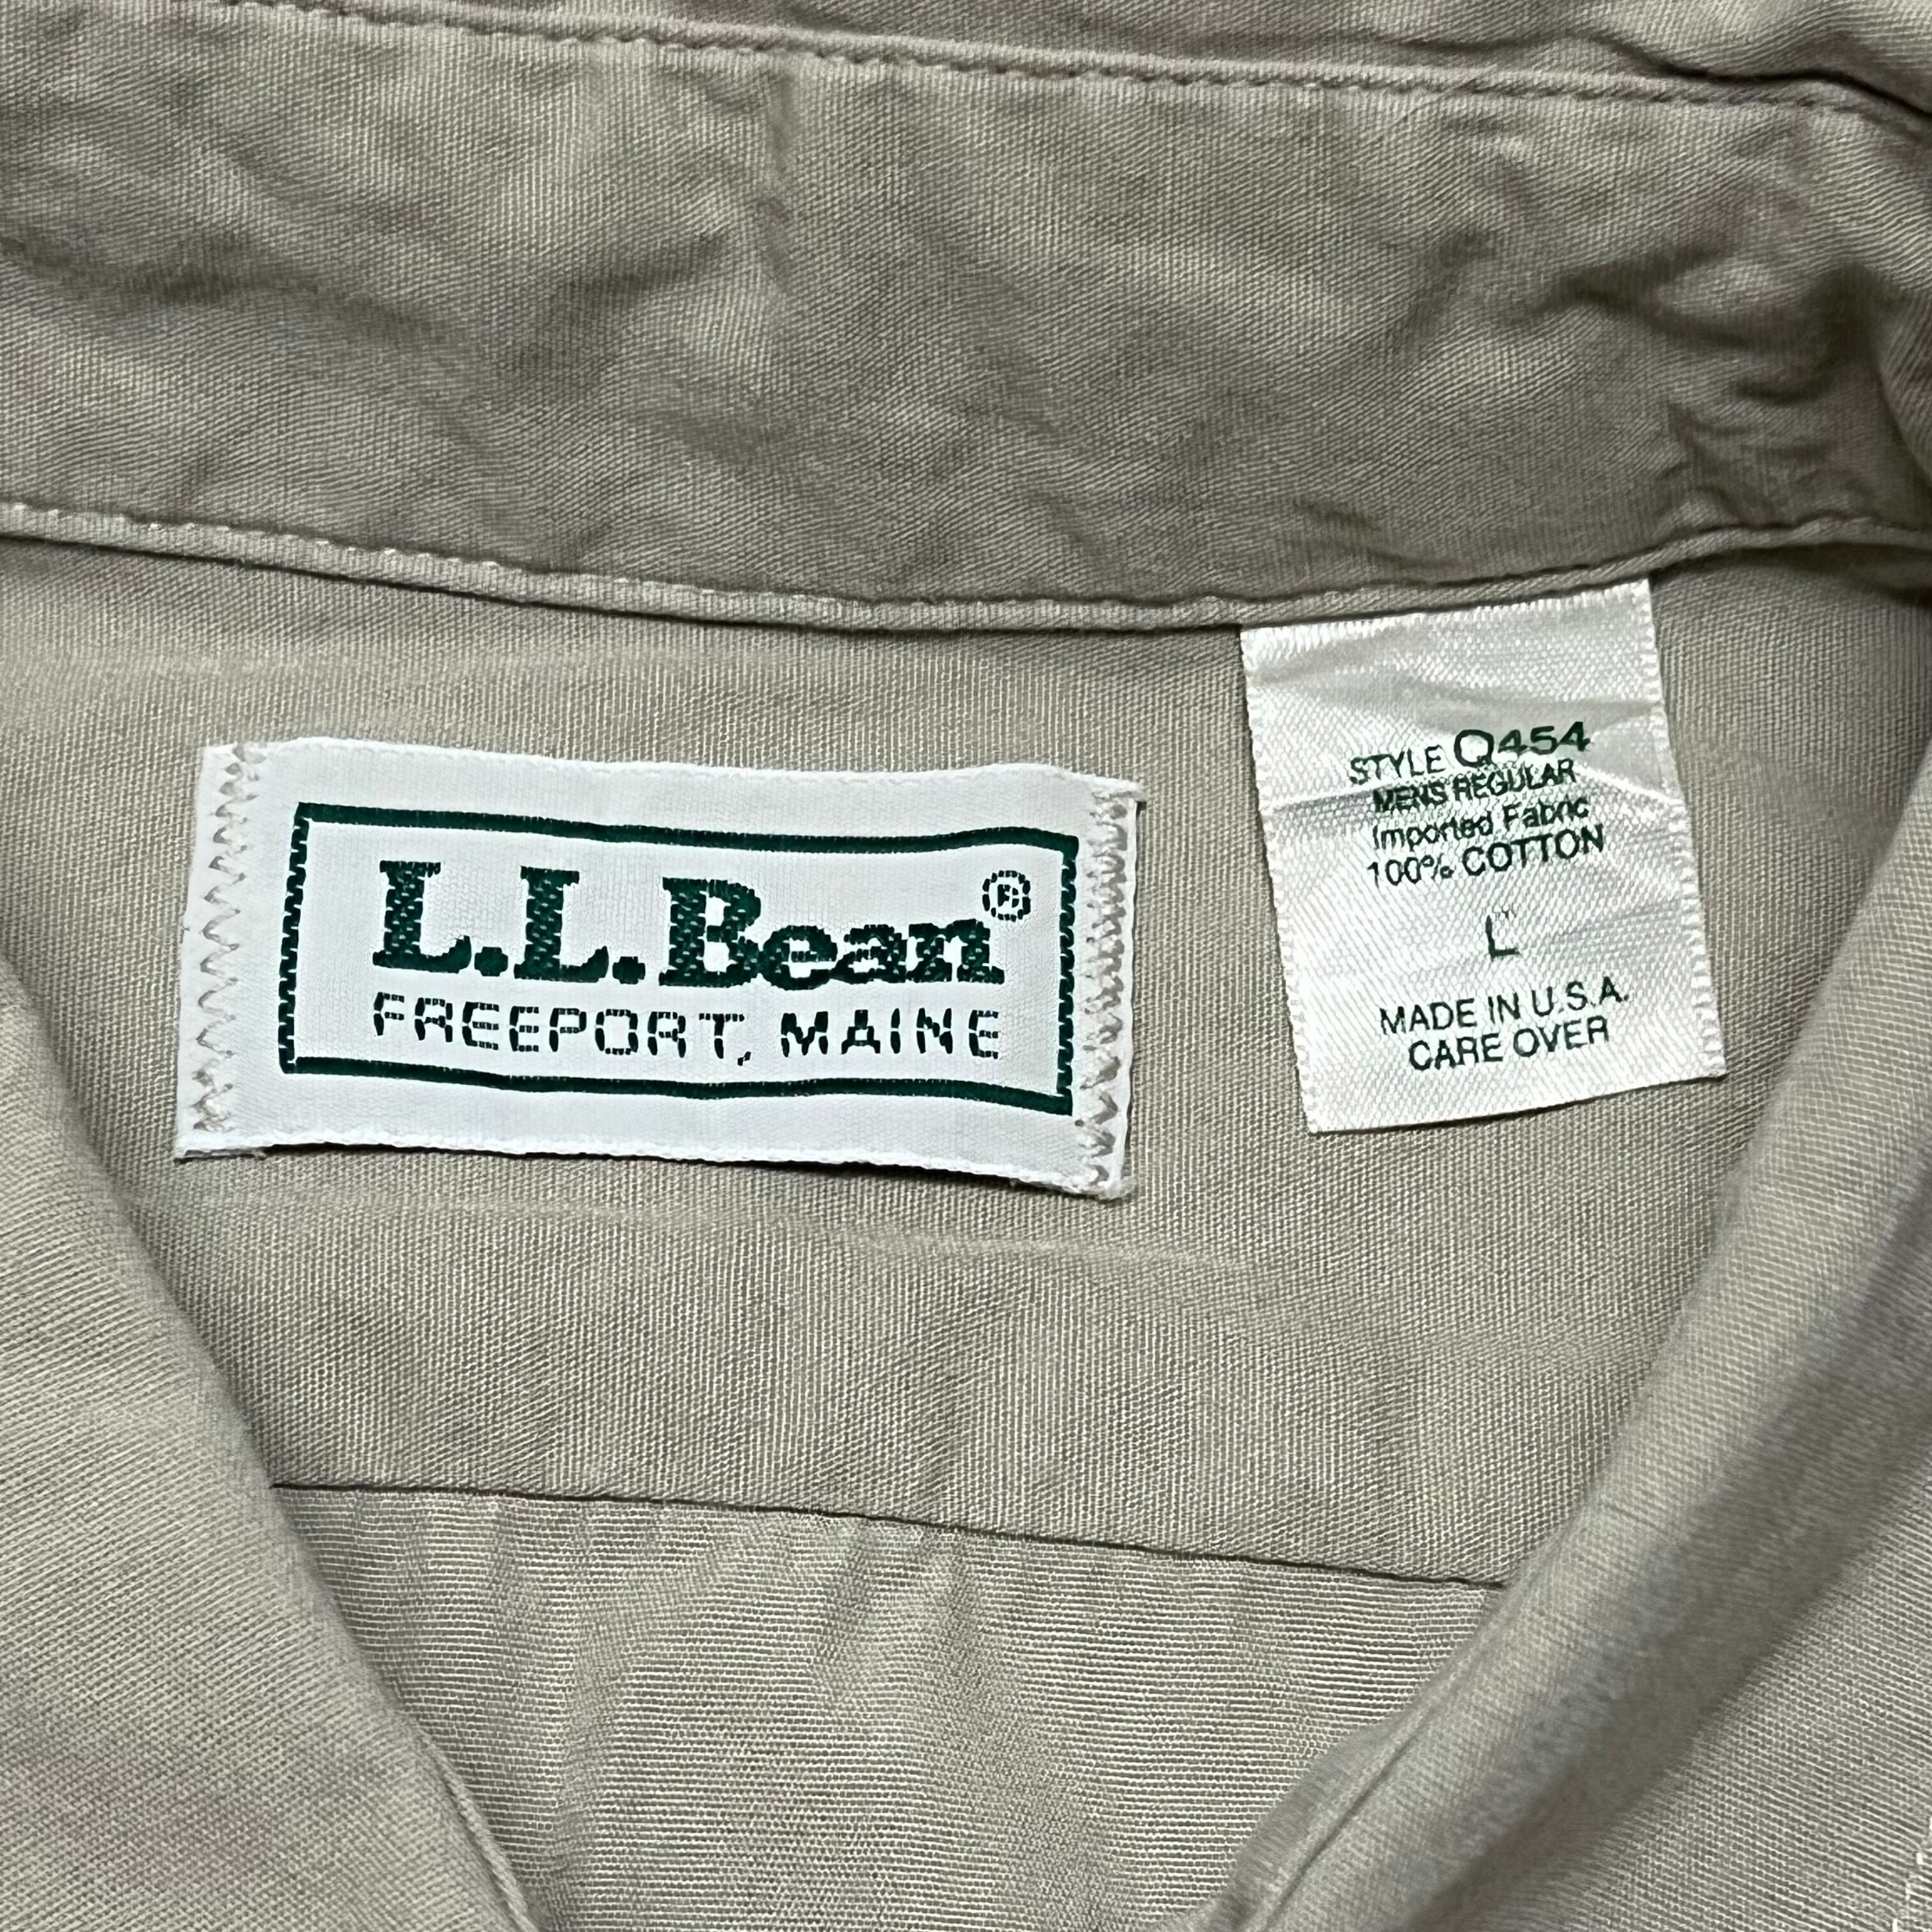 L.L.Bean®
FREEPORT, MAINE
STYLE Q454
MENS REGULAR
Imported Fabric
100% COTTON
L
MADE IN U.S.A.
CARE OVER